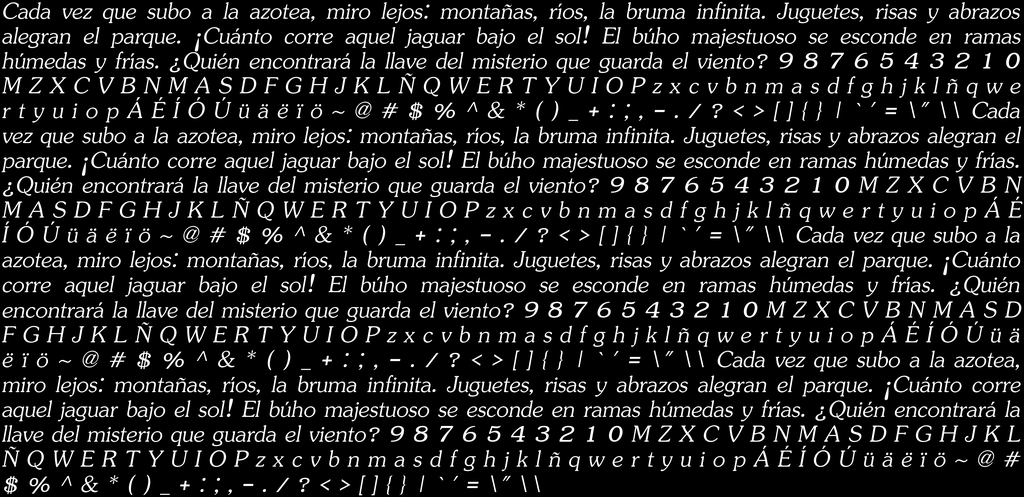 Cada vez que subo a la azotea, miro lejos: montañas, ríos, la bruma infinita. Juguetes, risas y abrazos
alegran el parque. ¡Cuánto corre aquel jaguar bajo el sol! El búho majestuoso se esconde en ramas
húmedas y frías. ¿Quién encontrará la llave del misterio que guarda el viento? 9 8 7 6 5 4 3 2 1 0
M Z X C V B N M A S D F G H J K L Ñ Q W E R T Y U I O P z x c v b n m a s d f g h j k l ñ q w e
r t y u i o p Á É Í Ó Ú ü ä ë ï ö ~ @ # $ % ^ & * ( ) _ + : ; , - . / ? < > [ ] { } | ` ´ = \" \\ Cada
vez que subo a la azotea, miro lejos: montañas, ríos, la bruma infinita. Juguetes, risas y abrazos alegran el
parque. ¡Cuánto corre aquel jaguar bajo el sol! El búho majestuoso se esconde en ramas húmedas y frías.
¿Quién encontrará la llave del misterio que guarda el viento? 9 8 7 6 5 4 3 2 1 0 M Z X C V B N
M A S D F G H J K L Ñ Q W E R T Y U I O P z x c v b n m a s d f g h j k l ñ q w e r t y u i o p Á É
Í Ó Ú ü ä ë ï ö ~ @ # $ % ^ & * ( ) _ + : ; , - . / ? < > [ ] { } | ` ´ = \" \\ Cada vez que subo a la
azotea, miro lejos: montañas, ríos, la bruma infinita. Juguetes, risas y abrazos alegran el parque. ¡Cuánto
corre aquel jaguar bajo el sol! El búho majestuoso se esconde en ramas húmedas y frías. ¿Quién
encontrará la llave del misterio que guarda el viento? 9 8 7 6 5 4 3 2 1 0 M Z X C V B N M A S D
F G H J K L Ñ Q W E R T Y U I O P z x c v b n m a s d f g h j k l ñ q w e r t y u i o p Á É Í Ó Ú ü ä
ë ï ö ~ @ # $ % ^ & * ( ) _ + : ; , - . / ? < > [ ] { } | ` ´ = \" \\ Cada vez que subo a la azotea,
miro lejos: montañas, ríos, la bruma infinita. Juguetes, risas y abrazos alegran el parque. ¡Cuánto corre
aquel jaguar bajo el sol! El búho majestuoso se esconde en ramas húmedas y frías. ¿Quién encontrará la
llave del misterio que guarda el viento? 9 8 7 6 5 4 3 2 1 0 M Z X C V B N M A S D F G H J K L
Ñ Q W E R T Y U I O P z x c v b n m a s d f g h j k l ñ q w e r t y u i o p Á É Í Ó Ú ü ä ë ï ö ~ @ #
$ % ^ & * ( ) _ + : ; , - . / ? < > [ ] { } | ` ´ = \" \\